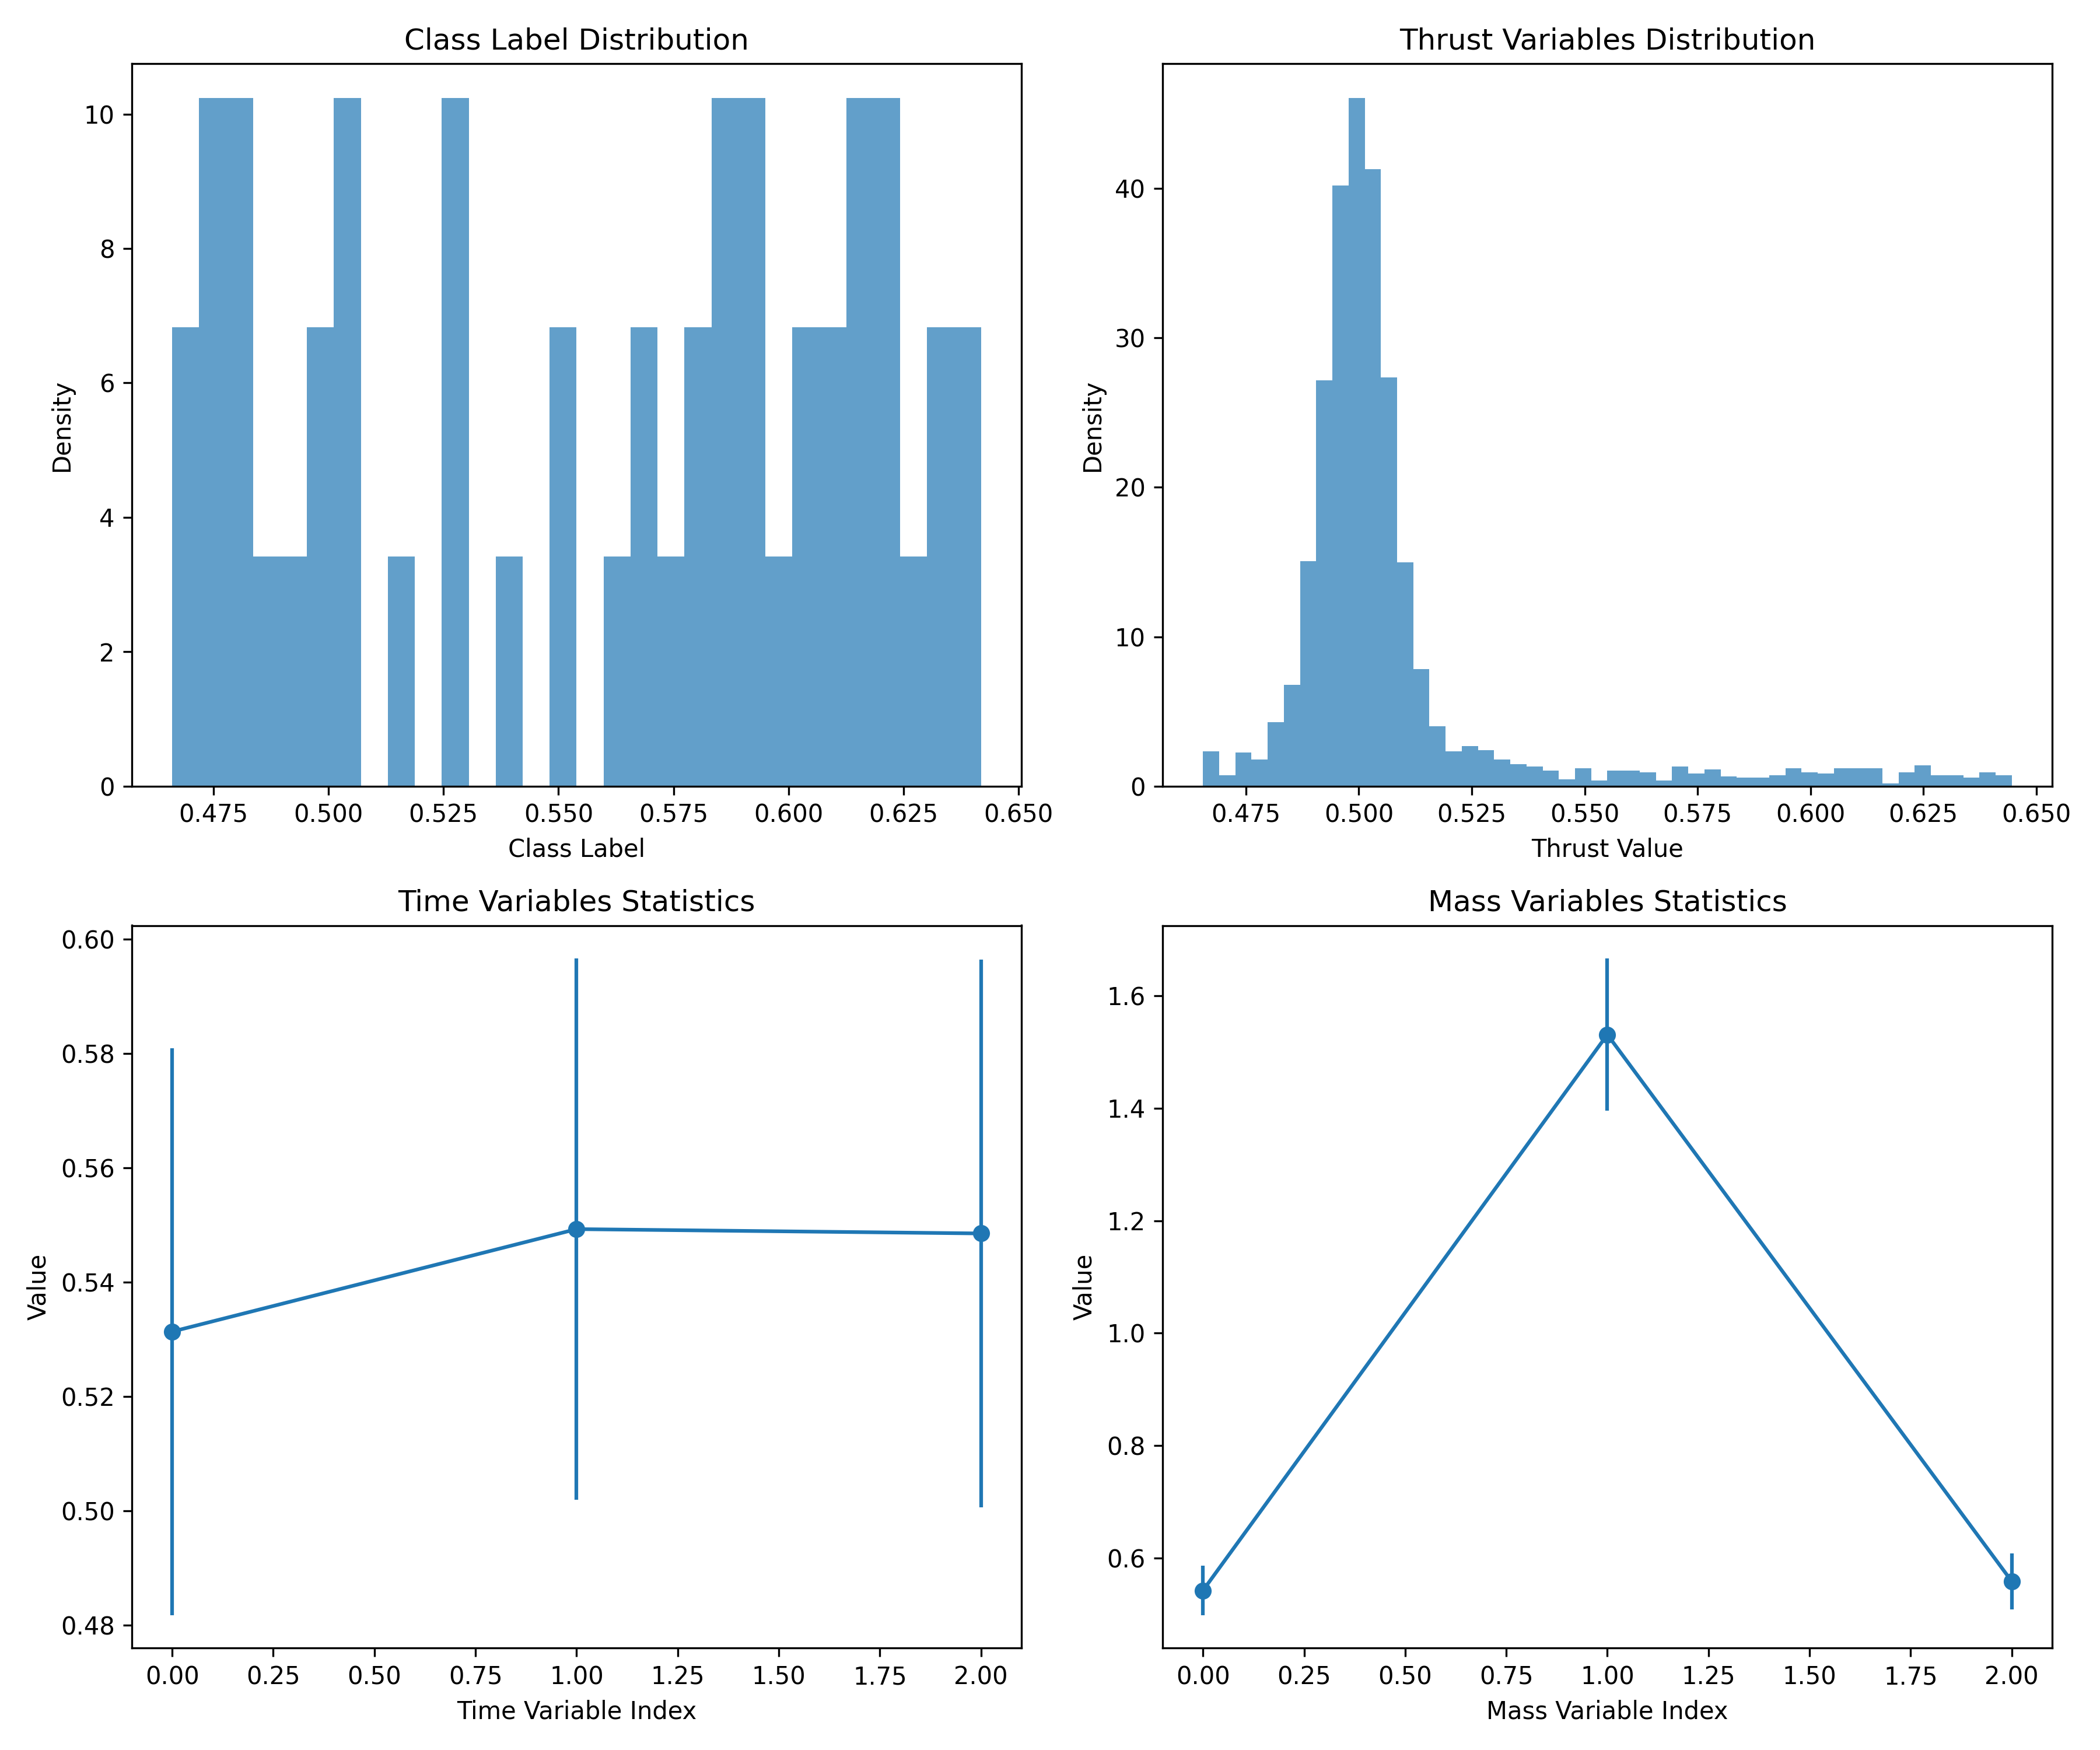 Class Label Distribution
10
8
6
4
2
0
Density
0.475 0.500 0.525 0.550 0.575 0.600 0.625 0.650
Class Label
Thrust Variables Distribution
40
30
20
10
0
Density
0.475 0.500 0.525 0.550 0.575 0.600 0.625 0.650
Thrust Value
Time Variables Statistics
0.60
0.58
0.56
0.54
0.52
0.50
0.48
Value
0.00 0.25 0.50 0.75 1.00 1.25 1.50 1.75 2.00
Time Variable Index
Mass Variables Statistics
1.6
1.4
1.2
1.0
0.8
0.6
Value
0.00 0.25 0.50 0.75 1.00 1.25 1.50 1.75 2.00
Mass Variable Index